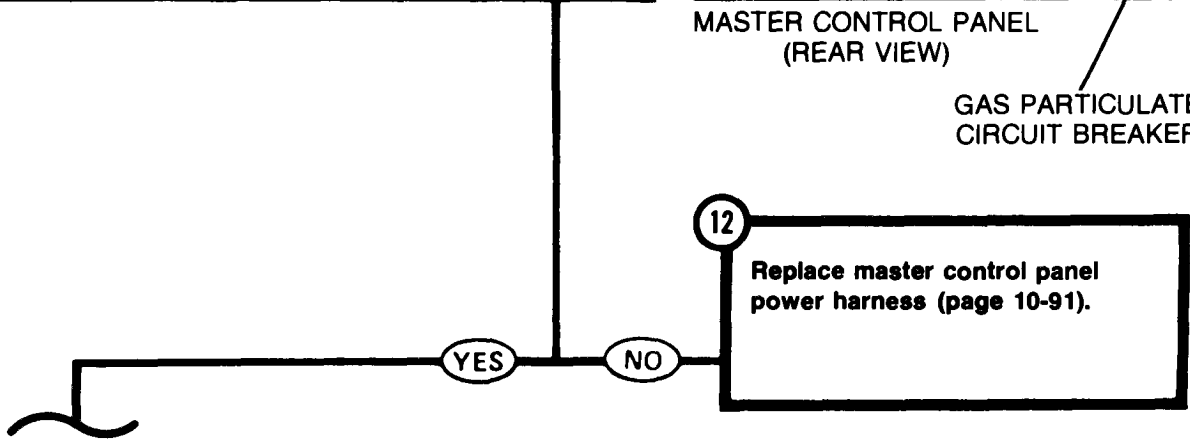 MASTER CONTROL PANEL
(REAR VIEW)
GAS PARTICULATE
CIRCUIT BREAKER
12
Replace master control panel
power harness (page 10-91).
YES
NO